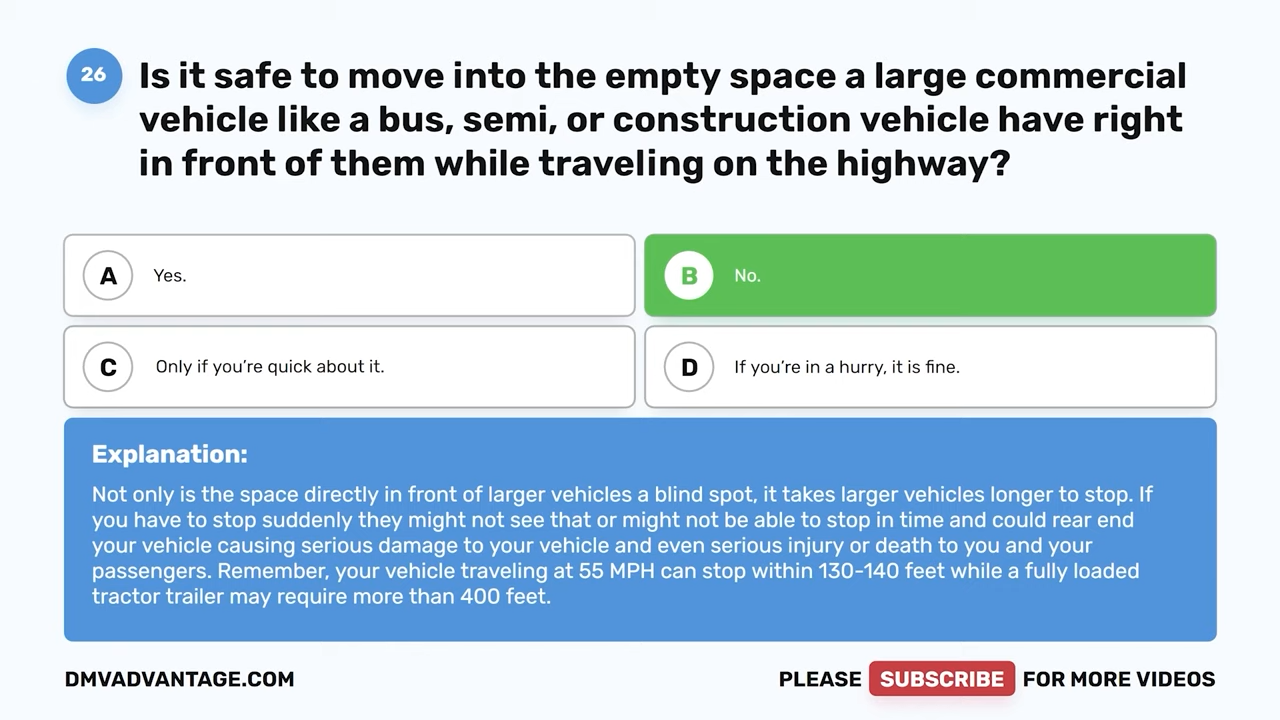 26
Is it safe to move into the empty space a large commercial
vehicle like a bus, semi, or construction vehicle have right
in front of them while traveling on the highway?
A Yes.
B No.
C Only if you’re quick about it.
D If you’re in a hurry, it is fine.
Explanation:
Not only is the space directly in front of larger vehicles a blind spot, it takes larger vehicles longer to stop. If
you have to stop suddenly they might not see that or might not be able to stop in time and could rear end
your vehicle causing serious damage to your vehicle and even serious injury or death to you and your
passengers. Remember, your vehicle traveling at 55 MPH can stop within 130-140 feet while a fully loaded
tractor trailer may require more than 400 feet.
DMVADVANTAGE.COM
PLEASE SUBSCRIBE FOR MORE VIDEOS